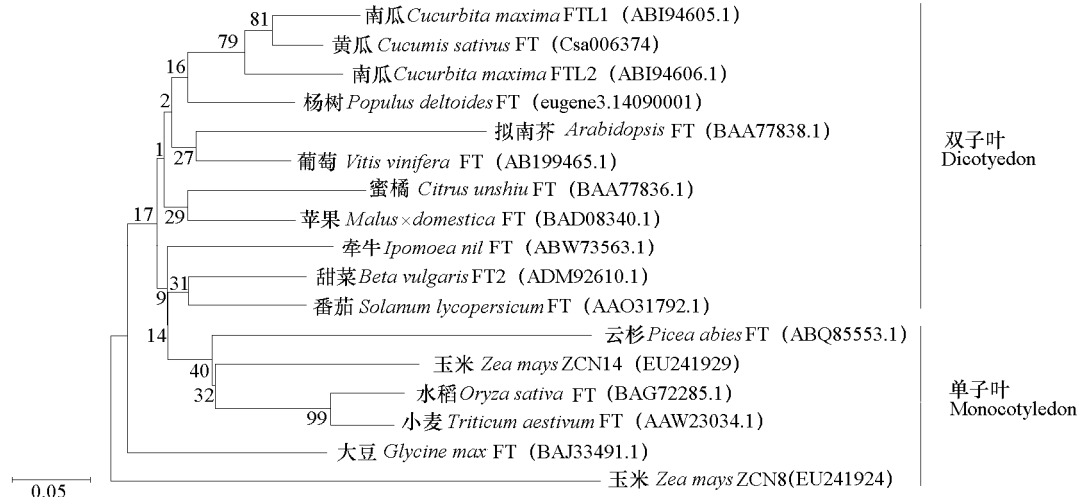 81
南瓜 Cucurbita maxima FTL1 (ABI94605.1)
79
黄瓜 Cucumis sativus FT (Csa006374)
16
南瓜 Cucurbita maxima FTL2 (ABI94606.1)
2
杨树 Populus deltoides FT (eugene3.14090001)
拟南芥 Arabidopsis FT (BAA77838.1)
1
27
葡萄 Vitis vinifera FT (AB199465.1)
蜜橘 Citrus unshiu FT (BAA77836.1)
17
29
苹果 Malus×domestica FT (BAD08340.1)
牵牛 Ipomoea nil FT (ABW73563.1)
31
甜菜 Beta vulgaris FT2 (ADM92610.1)
9
番茄 Solanum lycopersicum FT (AAO31792.1)
14
云杉 Picea abies FT (ABQ85553.1)
40
玉米 Zea mays ZCN14 (EU241929)
32
水稻 Oryza sativa FT (BAG72285.1)
99
小麦 Triticum aestivum FT (AAW23034.1)
大豆 Glycine max FT (BAJ33491.1)
玉米 Zea mays ZCN8(EU241924)
双子叶
Dicotyedon
单子叶
Monocotyledon
0.05